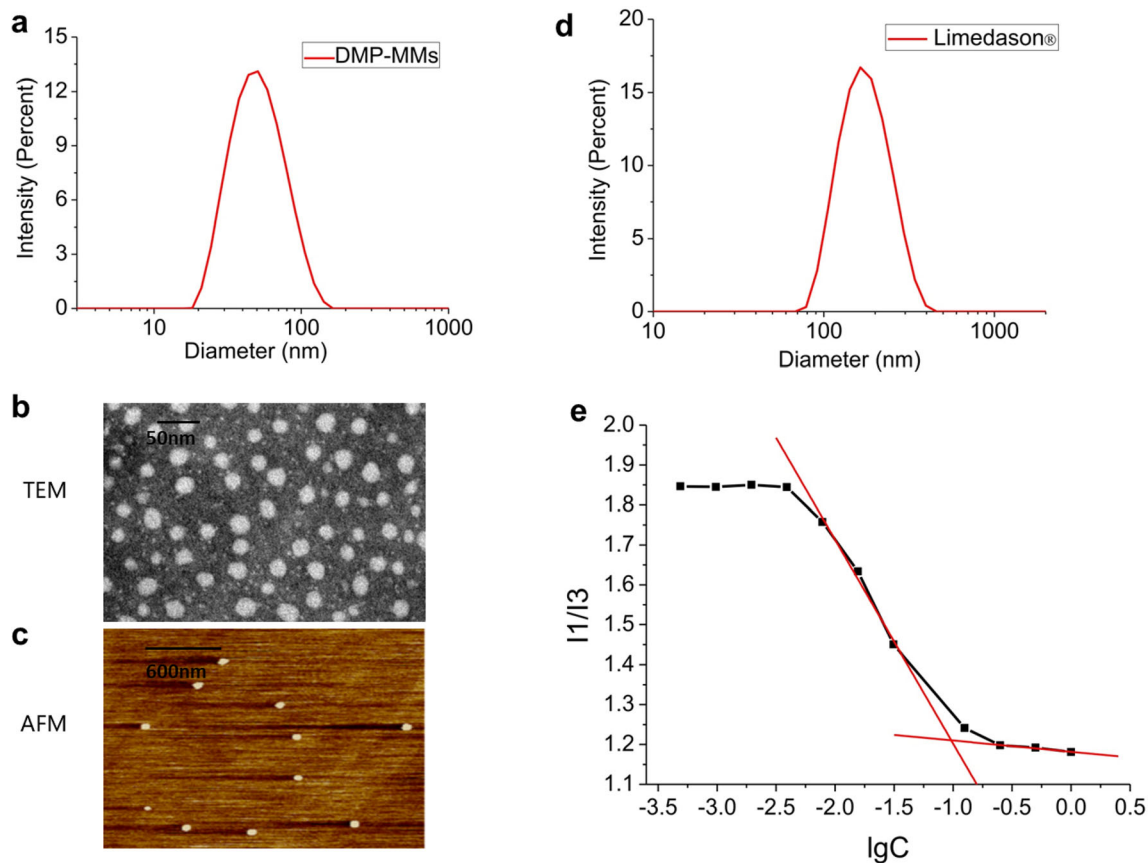 a
DMP-MMs
Intensity (Percent)
15
12
9
6
3
0
10
100
1000
Diameter (nm)
d
Limedason®
Intensity (Percent)
20
15
10
5
0
10
100
1000
Diameter (nm)
b
TEM
50nm
c
AFM
600nm
e
I1/I3
2.0
1.9
1.8
1.7
1.6
1.5
1.4
1.3
1.2
1.1
-3.5
-3.0
-2.5
-2.0
-1.5
-1.0
-0.5
0.0
0.5
lgC